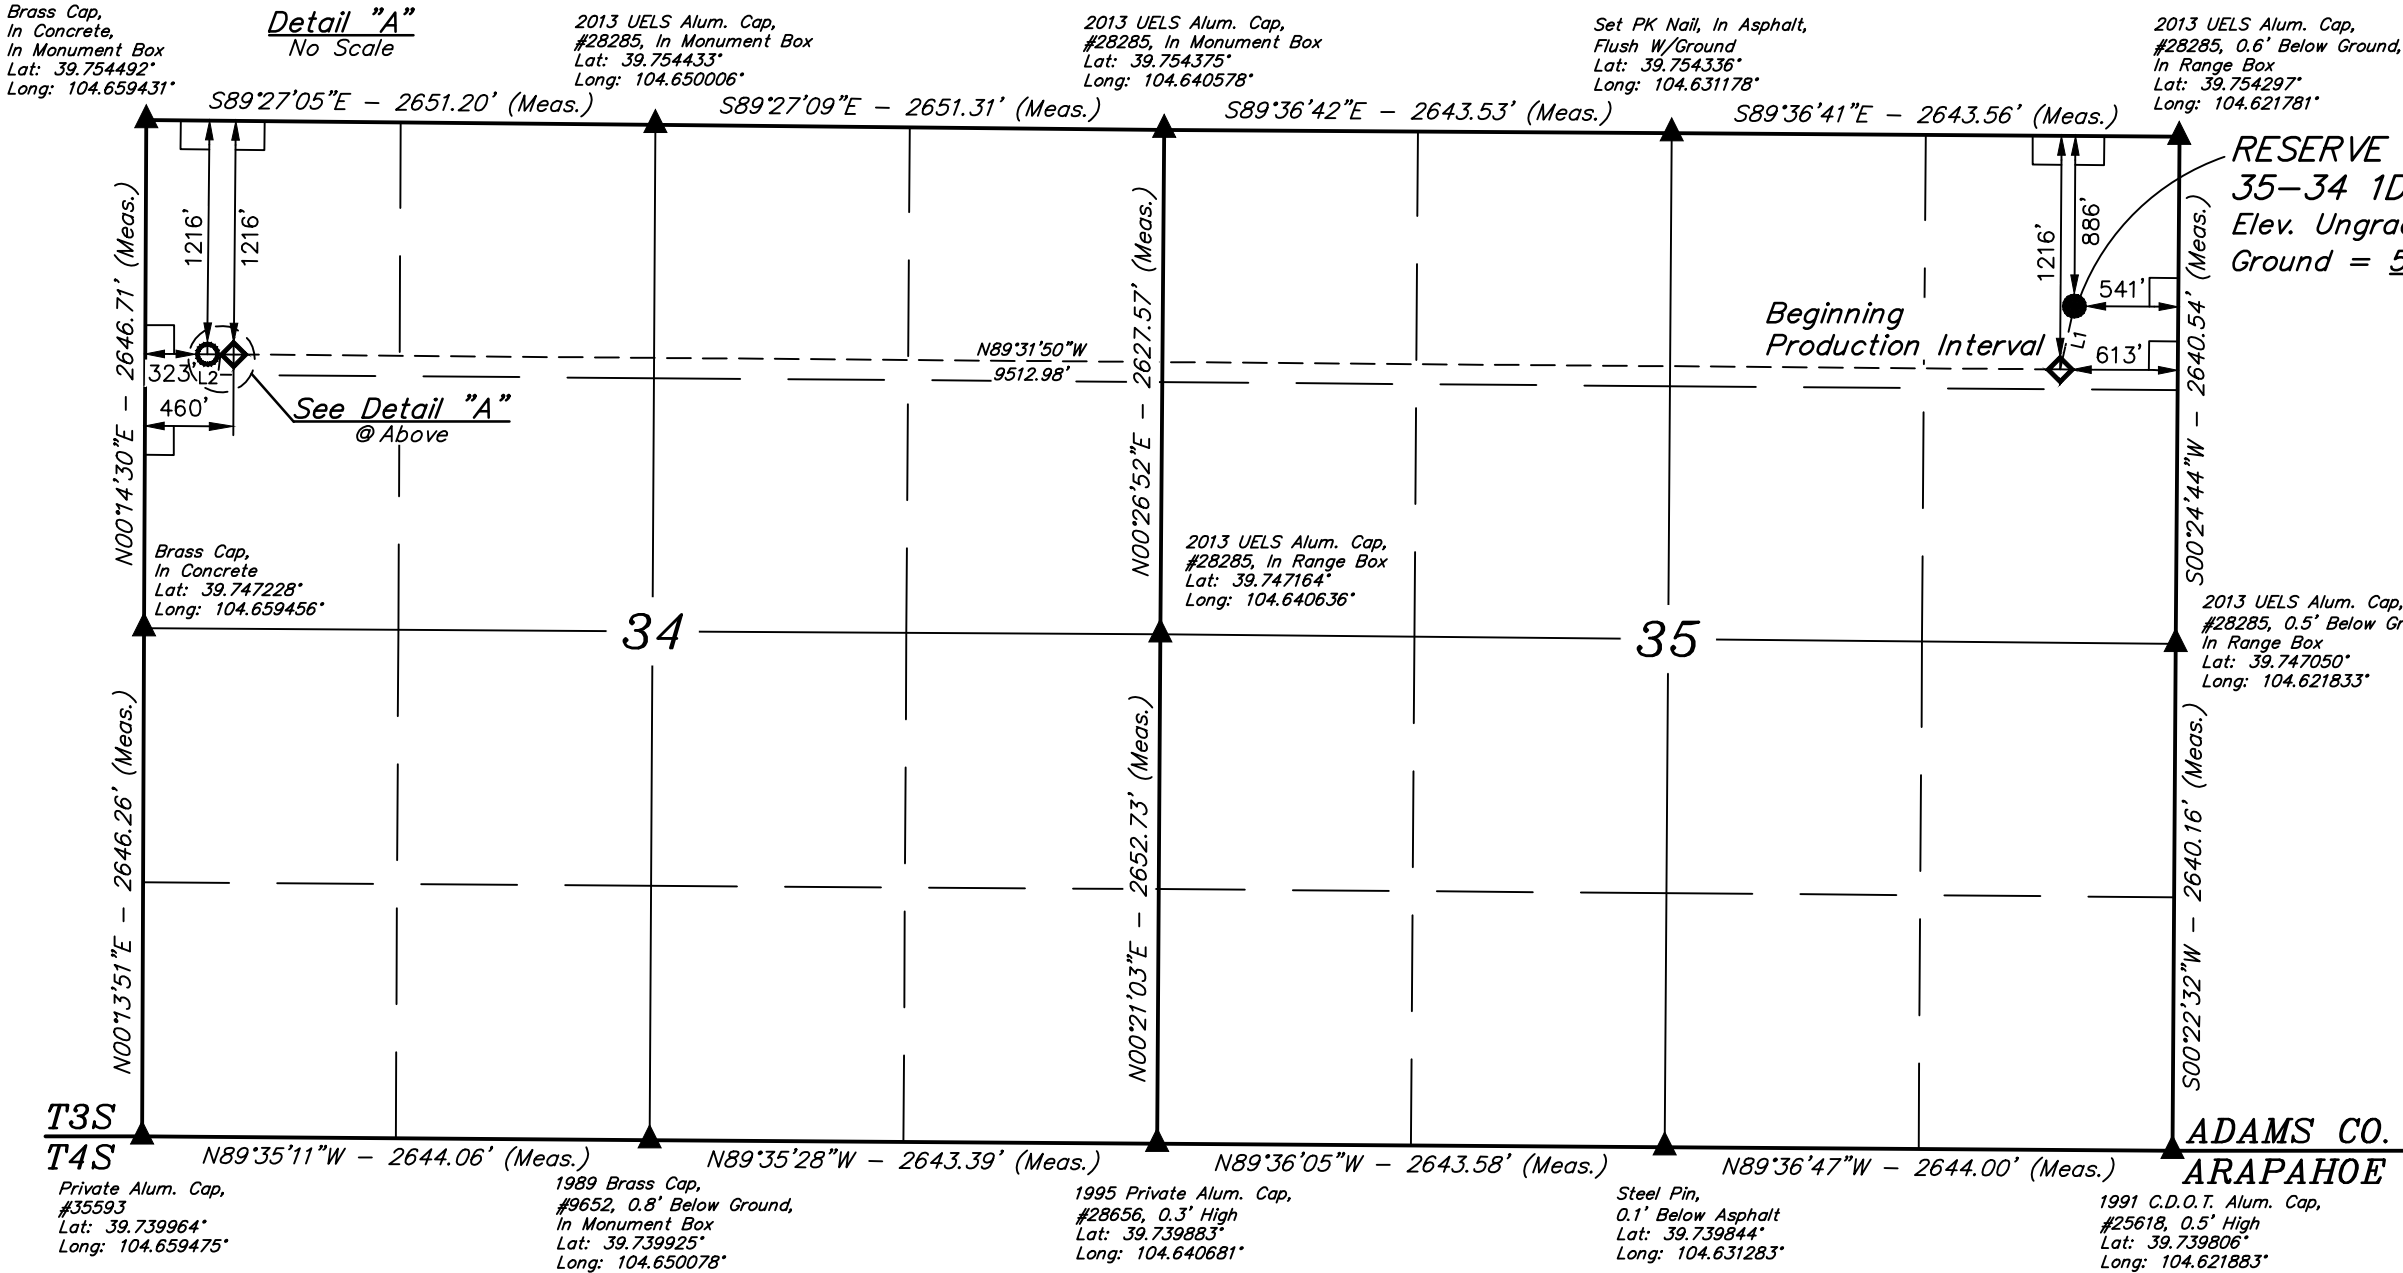 Brass Cap,
In Concrete,
In Monument Box
Lat: 39.754492°
Long: 104.659431°
Detail "A"
No Scale
2013 UELS Alum. Cap,
#28285, In Monument Box
Lat: 39.754433°
Long: 104.650006°
2013 UELS Alum. Cap,
#28285, In Monument Box
Lat: 39.754375°
Long: 104.640578°
Set PK Nail, In Asphalt,
Flush W/Ground
Lat: 39.754336°
Long: 104.631178°
2013 UELS Alum. Cap,
#28285, 0.6' Below Ground,
In Range Box
Lat: 39.754297°
Long: 104.621781°
S89°27'05"E - 2651.20' (Meas.)
S89°27'09"E - 2651.31' (Meas.)
S89°36'42"E - 2643.53' (Meas.)
S89°36'41"E - 2643.56' (Meas.)
RESERVE
35-34 1D
Elev.
Ground = 5
N00°14'30"E - 2646.71' (Meas.)
1216'
1216'
N00°26'52"E - 2627.57' (Meas.)
1216'
886'
S00°24'44"W - 2640.54' (Meas.)
541'
Beginning
Production Interval
L1
613'
N89°31'50"W
9512.98'
323'
L2
460'
See Detail "A"
@ Above
Brass Cap,
In Concrete
Lat: 39.747228°
Long: 104.659456°
2013 UELS Alum. Cap,
#28285, In Range Box
Lat: 39.747164°
Long: 104.640636°
2013 UELS Alum. Cap,
#28285, 0.5' Below
In Range Box
Lat: 39.747050°
Long: 104.621833°
34
35
N00°13'51"E - 2646.26' (Meas.)
N00°21'03"E - 2652.73' (Meas.)
S00°22'32"W - 2640.16' (Meas.)
T3S
T4S
ADAMS CO.
ARAPAHOE
N89°35'11"W - 2644.06' (Meas.)
N89°35'28"W - 2643.39' (Meas.)
N89°36'05"W - 2643.58' (Meas.)
N89°36'47"W - 2644.00' (Meas.)
Private Alum. Cap,
#35593
Lat: 39.739964°
Long: 104.659475°
1989 Brass Cap,
#9652, 0.8' Below Ground,
In Monument Box
Lat: 39.739925°
Long: 104.650078°
1995 Private Alum. Cap,
#28656, 0.3' High
Lat: 39.739883°
Long: 104.640681°
Steel Pin,
0.1' Below Asphalt
Lat: 39.739844°
Long: 104.631283°
1991 C.D.O.T. Alum. Cap,
#25618, 0.5' High
Lat: 39.739806°
Long: 104.621883°